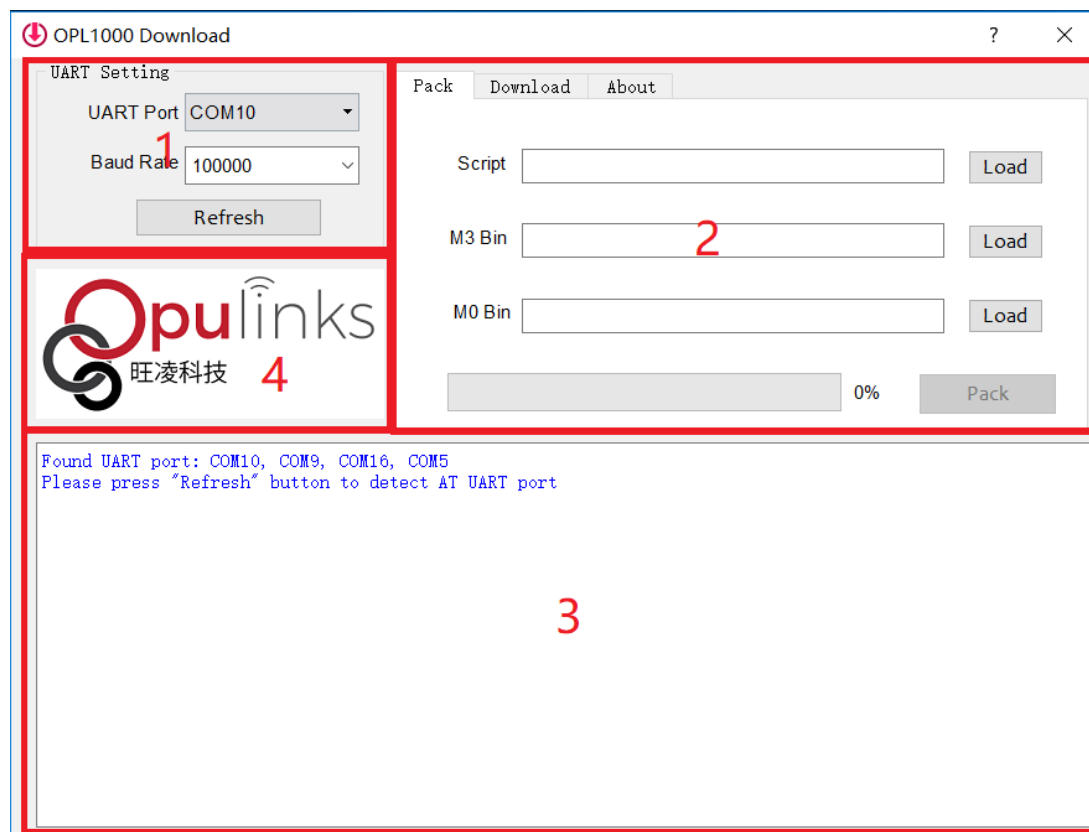 OPL1000 Download
?
UART Setting
UART Port COM10
Baud Rate 100000
Refresh
1
Pack Download About
Script Load
M3 Bin Load
2
M0 Bin Load
0% Pack
Opulinks
旺凌科技
4
Found UART port: COM10, COM9, COM16, COM5
Please press "Refresh" button to detect AT UART port
3